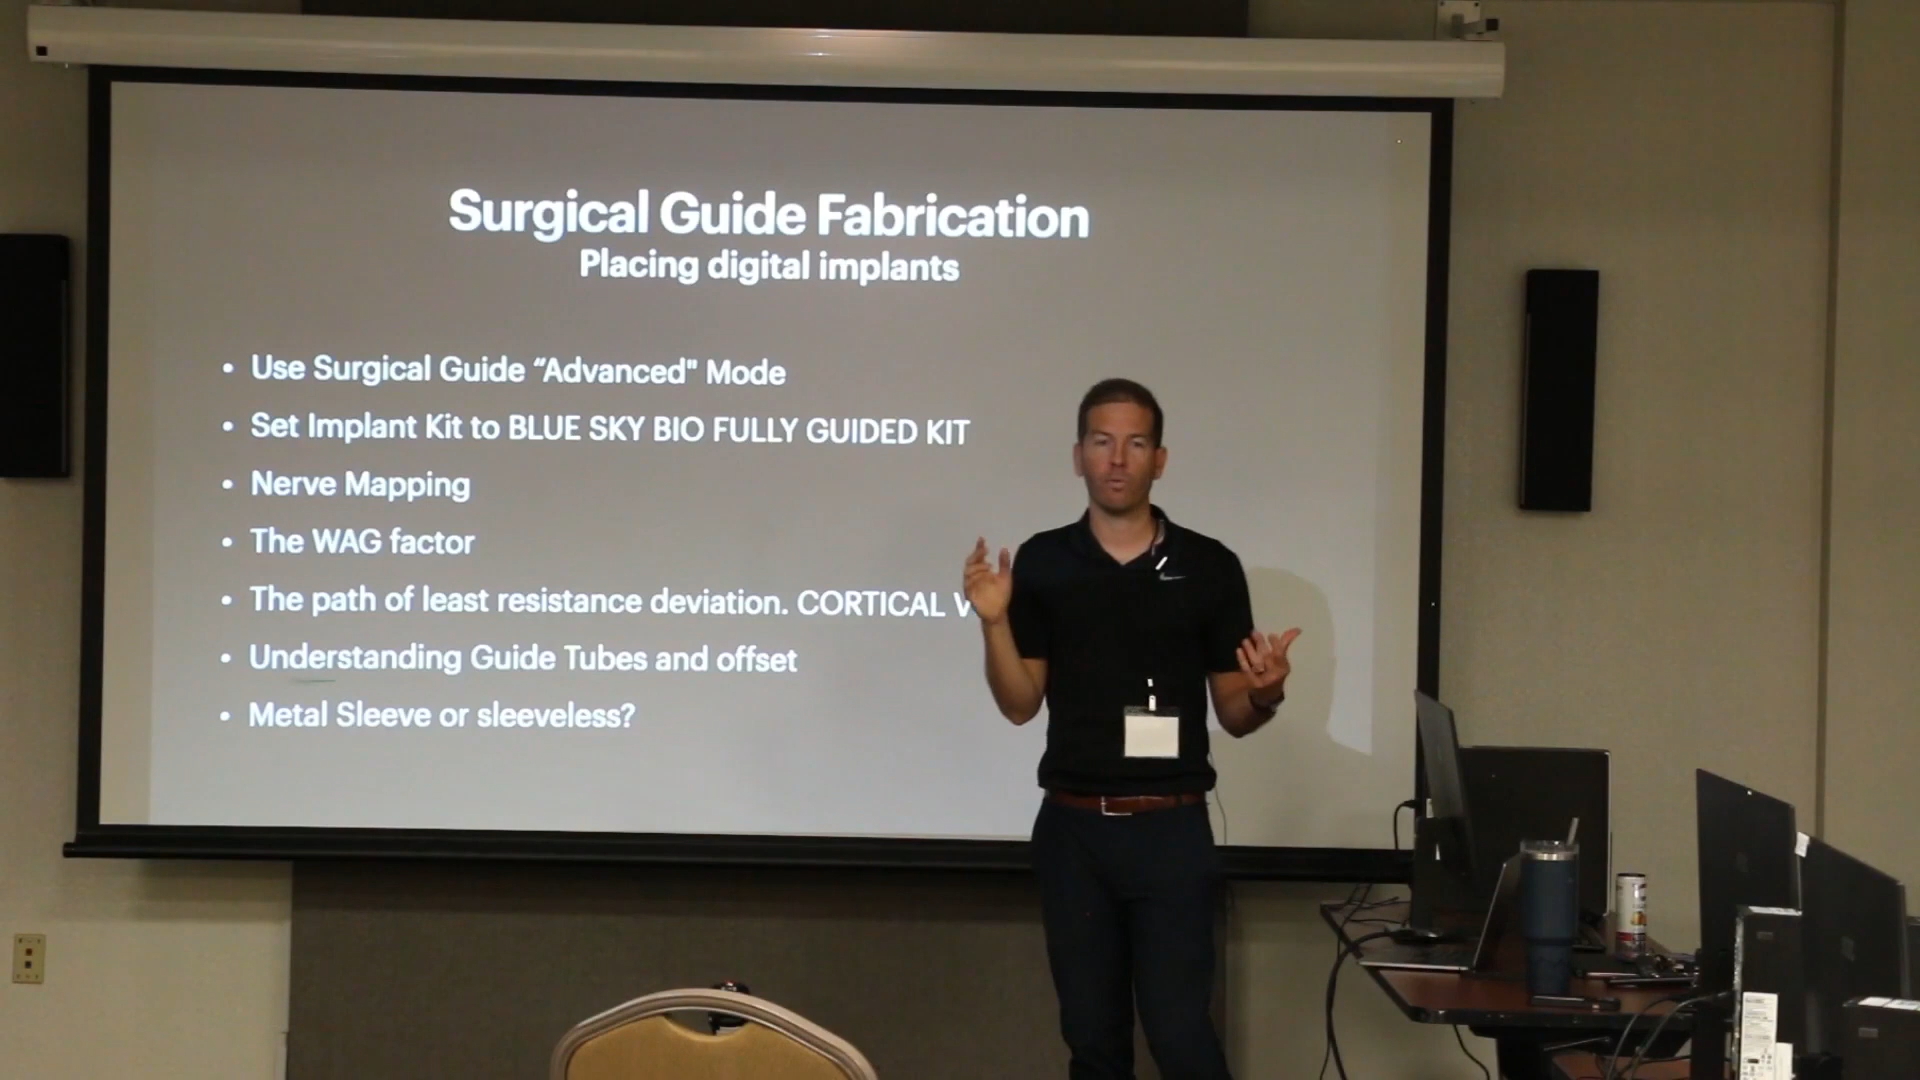 Surgical Guide Fabrication
Placing digital implants
• Use Surgical Guide “Advanced" Mode
• Set Implant Kit to BLUE SKY BIO FULLY GUIDED KIT
• Nerve Mapping
• The WAG factor
• The path of least resistance deviation. CORTICAL
• Understanding Guide Tubes and offset
• Metal Sleeve or sleeveless?